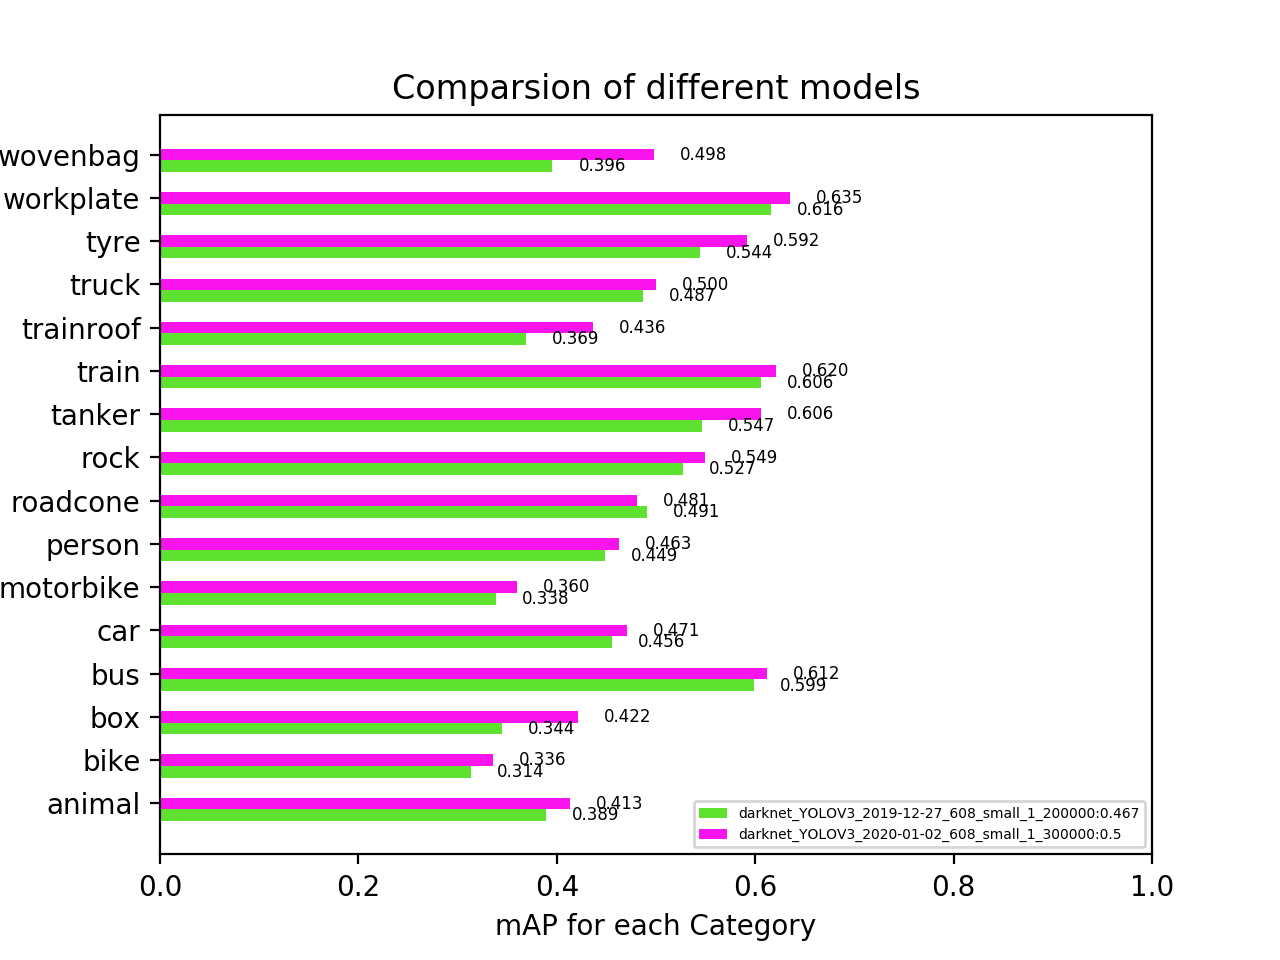 Comparsion of different models
wovenbag
0.498
0.396
workplate
0.635
0.616
tyre
0.592
0.544
truck
0.500
0.487
trainroof
0.436
0.369
train
0.620
0.606
tanker
0.606
0.547
rock
0.549
0.527
roadcone
0.481
0.491
person
0.463
0.449
motorbike
0.360
0.338
car
0.471
0.456
bus
0.612
0.599
box
0.422
0.344
bike
0.336
0.314
animal
0.413
0.389
darknet_YOLOV3_2019-12-27_608_small_1_200000:0.467
darknet_YOLOV3_2020-01-02_608_small_1_300000:0.5
0.0 0.2 0.4 0.6 0.8 1.0
mAP for each Category